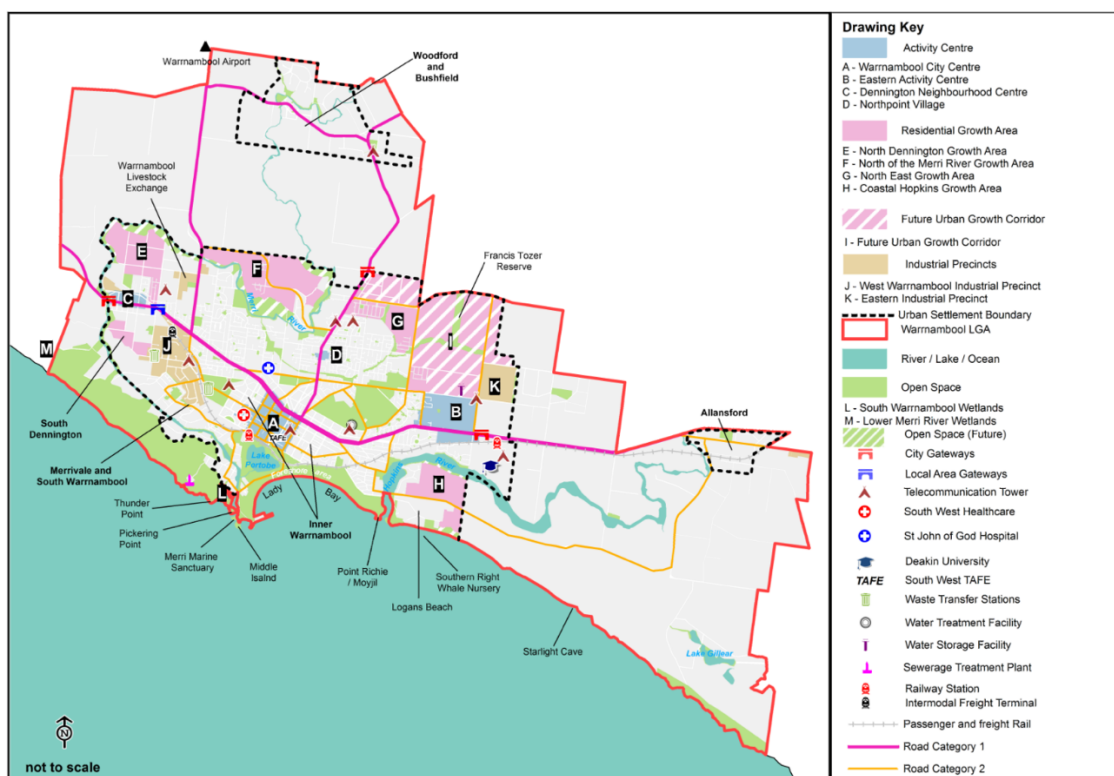 Warrnambool Airport
Woodford
and
Bushfield
Warrnambool
Livestock
Exchange
Francis Tozer
Reserve
E
F
C
Merri
River
G
I
D
J
M
K
B
A
TAFE
South
Dennington
Allansford
Merrivale and
South Warrnambool
Lake
Pertobe
Hopkins
River
H
L
Lady
Bay
Thunder
Point
Pickering
Point
Merri Marine
Sanctuary
Middle
Isalnd
Inner
Warrnambool
Point Richie
/ Moyjil
Logans Beach
Southern Right
Whale Nursery
Starlight Cave
Lake Gillear
N
not to scale
Drawing Key
Activity Centre
A - Warrnambool City Centre
B - Eastern Activity Centre
C - Dennington Neighbourhood Centre
D - Northpoint Village
Residential Growth Area
E - North Dennington Growth Area
F - North of the Merri River Growth Area
G - North East Growth Area
H - Coastal Hopkins Growth Area
Future Urban Growth Corridor
I - Future Urban Growth Corridor
Industrial Precincts
J - West Warrnambool Industrial Precinct
K - Eastern Industrial Precinct
Urban Settlement Boundary
Warrnambool LGA
River / Lake / Ocean
Open Space
L - South Warrnambool Wetlands
M - Lower Merri River Wetlands
Open Space (Future)
City Gateways
Local Area Gateways
Telecommunication Tower
South West Healthcare
St John of God Hospital
Deakin University
TAFE South West TAFE
Waste Transfer Stations
Water Treatment Facility
Water Storage Facility
Sewerage Treatment Plant
Railway Station
Intermodal Freight Terminal
Passenger and freight Rail
Road Category 1
Road Category 2